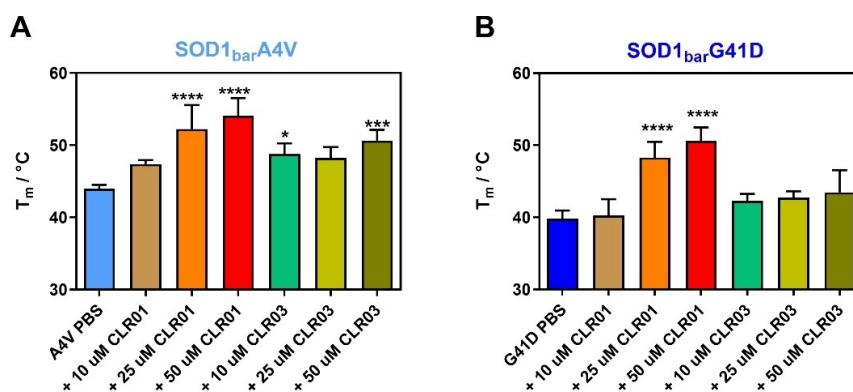 A
SOD1barA4V
60
50
40
30
Tm / °C
****
****
*
***
A4V PBS
+ 10 uM CLR01
+ 25 uM CLR01
+ 50 uM CLR01
+ 10 uM CLR03
+ 25 uM CLR03
+ 50 uM CLR03
B
SOD1barG41D
60
50
40
30
Tm / °C
****
****
G41D PBS
+ 10 uM CLR01
+ 25 uM CLR01
+ 50 uM CLR01
+ 10 uM CLR03
+ 25 uM CLR03
+ 50 uM CLR03